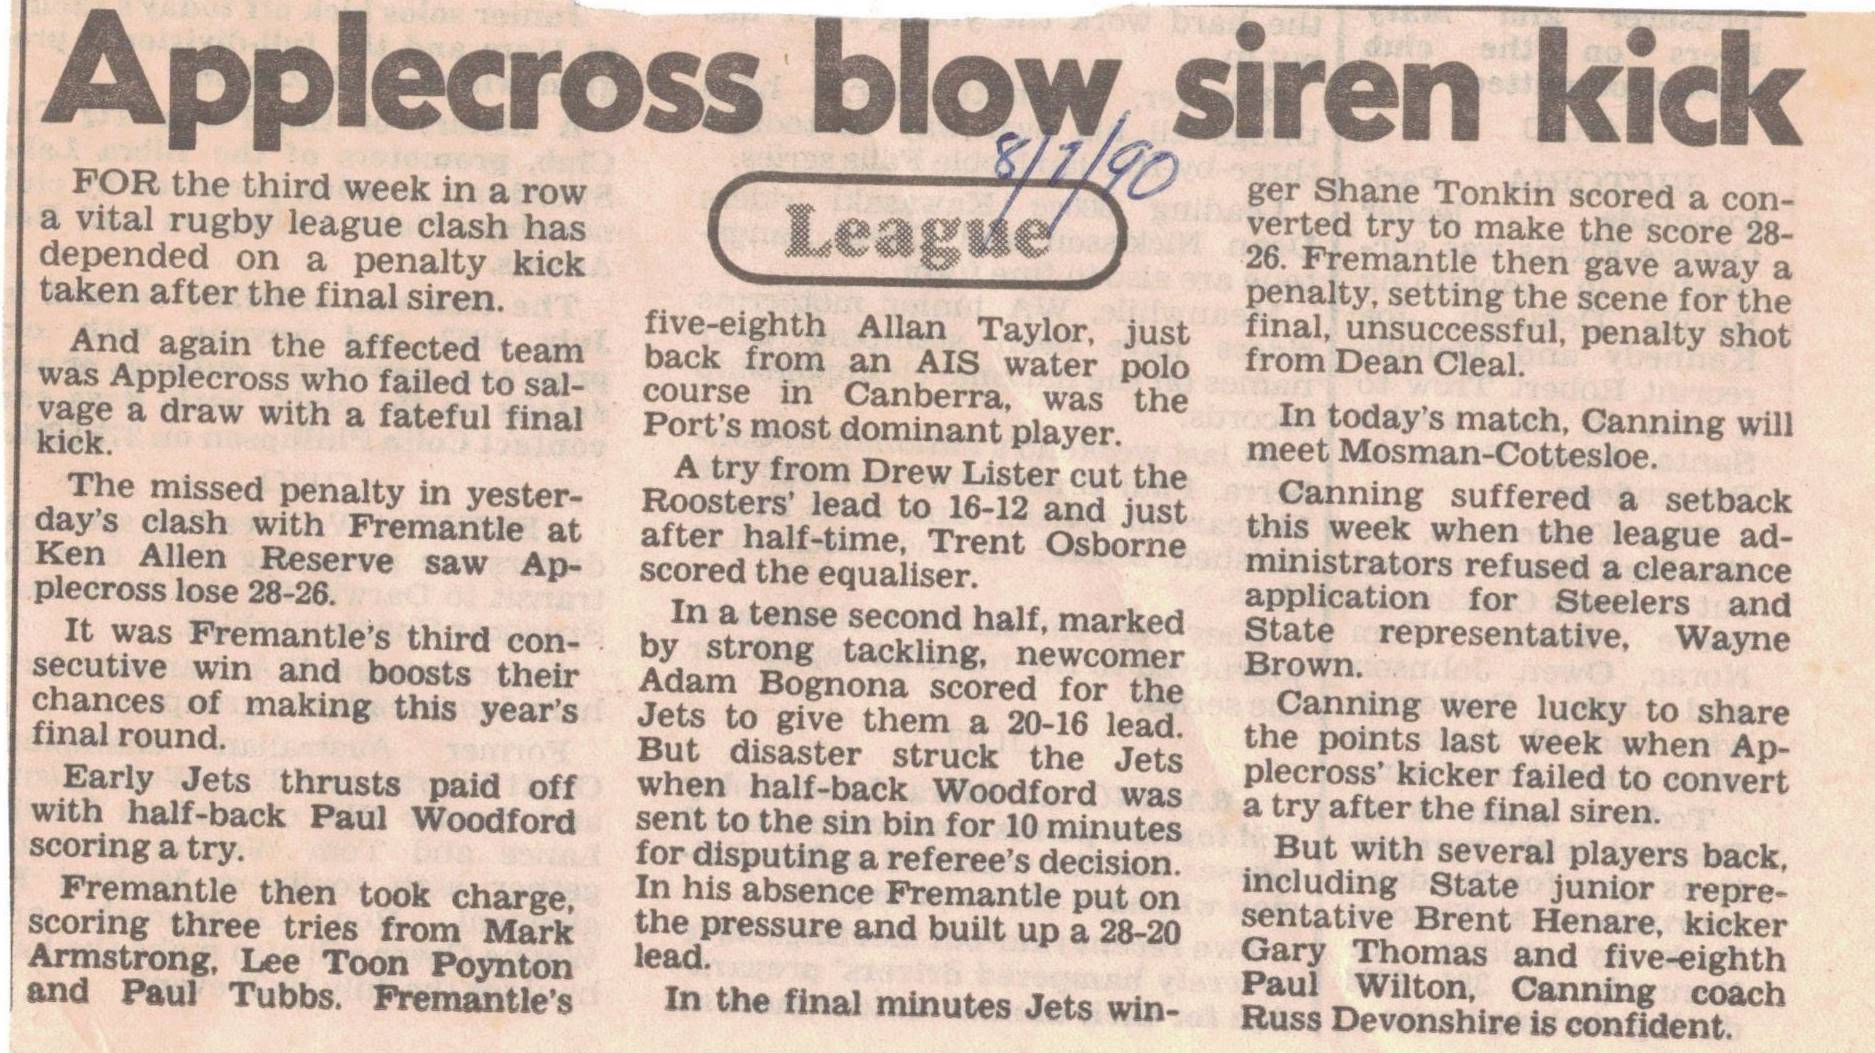 Applecross blow siren kick
8/7/90
League
FOR the third week in a row
a vital rugby league clash has
depended on a penalty kick
taken after the final siren.
And again the affected team
was Applecross who failed to sal-
vage a draw with a fateful final
kick.
The missed penalty in yester-
day's clash with Fremantle at
Ken Allen Reserve saw Ap-
plecross lose 28-26.
It was Fremantle's third con-
secutive win and boosts their
chances of making this year's
final round.
Early Jets thrusts paid off
with half-back Paul Woodford
scoring a try.
Fremantle then took charge,
scoring three tries from Mark
Armstrong, Lee Toon Poynton
and Paul Tubbs. Fremantle's
five-eighth Allan Taylor, just
back from an AIS water polo
course in Canberra, was the
Port's most dominant player.
A try from Drew Lister cut the
Roosters' lead to 16-12 and just
after half-time, Trent Osborne
scored the equaliser.
In a tense second half, marked
by strong tackling, newcomer
Adam Bognona scored for the
Jets to give them a 20-16 lead.
But disaster struck the Jets
when half-back Woodford was
sent to the sin bin for 10 minutes
for disputing a referee's decision.
In his absence Fremantle put on
the pressure and built up a 28-20
lead.
In the final minutes Jets win-
ger Shane Tonkin scored a con-
verted try to make the score 28-
26. Fremantle then gave away a
penalty, setting the scene for the
final, unsuccessful, penalty shot
from Dean Cleal.
In today's match, Canning will
meet Mosman-Cottesloe.
Canning suffered a setback
this week when the league ad-
ministrators refused a clearance
application for Steelers and
State representative, Wayne
Brown.
Canning were lucky to share
the points last week when Ap-
plecross' kicker failed to convert
a try after the final siren.
But with several players back,
including State junior repre-
sentative Brent Henare, kicker
Gary Thomas and five-eighth
Paul Wilton, Canning coach
Russ Devonshire is confident.